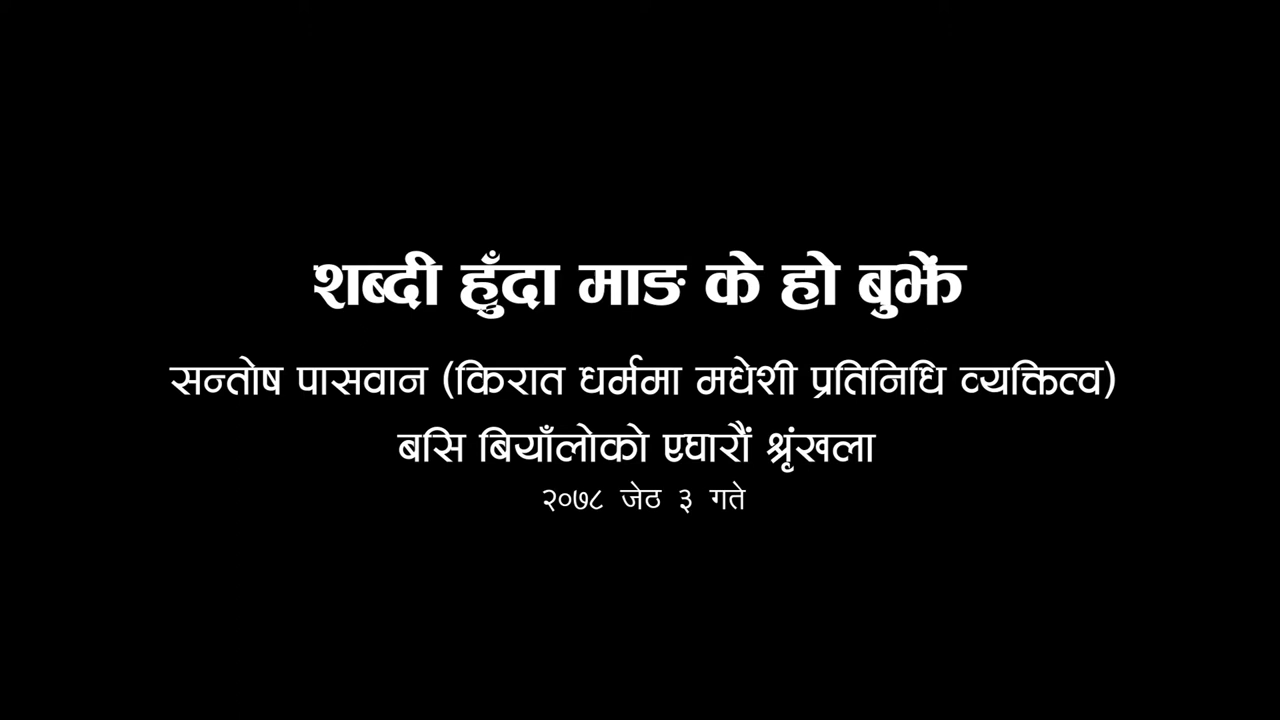 शब्दी हुँदा माङ के हो बुझें
सन्तोष पासवान (किरात धर्ममा मधेशी प्रतिनिधि व्यक्तित्व)
बसि बियाँलोको एघारौं श्रृंखला
२०७८ जेठ ३ गते